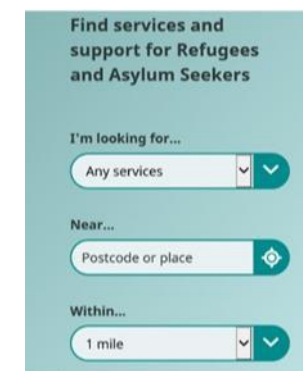 Find services and
support for Refugees
and Asylum Seekers
I'm looking for...
Any services
Near...
Postcode or place
Within...
1 mile